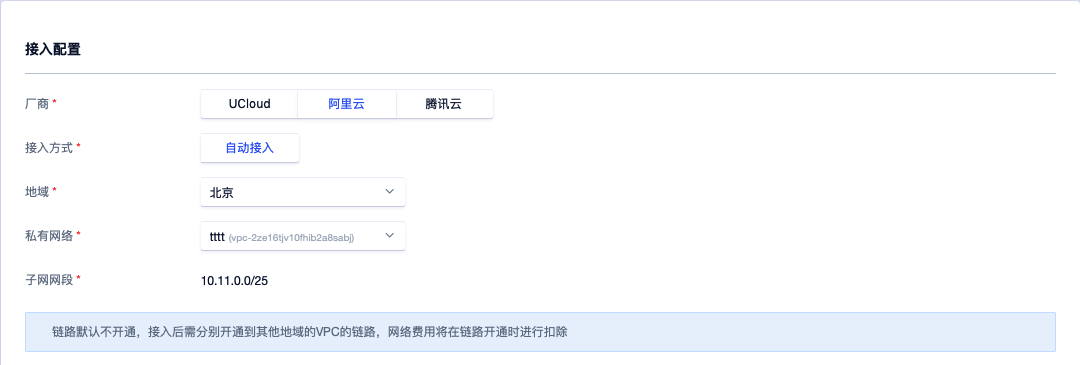 接入配置
厂商 * UCloud 阿里云 腾讯云
接入方式 * 自动接入
地域 * 北京
私有网络 * tttt (vpc-2ze16tjv10fhib2a8sabj)
子网网段 * 10.11.0.0/25
链路默认不开通，接入后需分别开通到其他地域的VPC的链路，网络费用将在链路开通时进行扣除